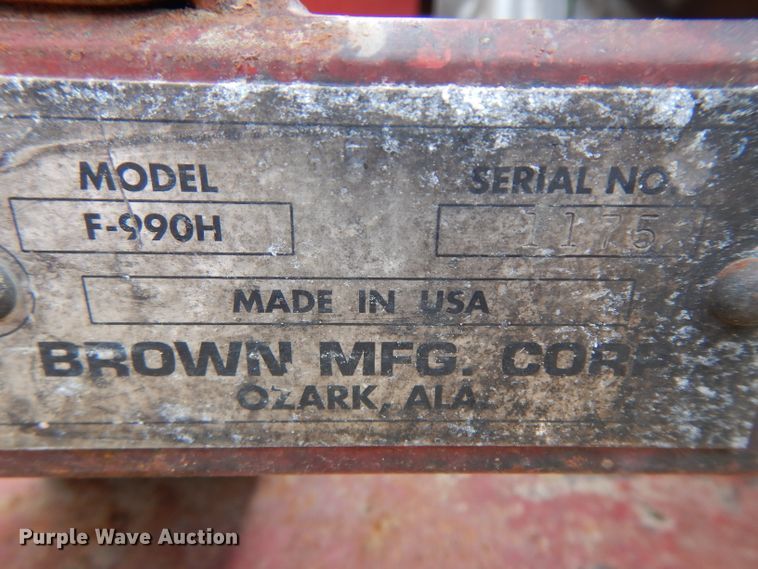 MODEL SERIAL NO.
F-990H 1175
MADE IN USA
BROWN MFG. CORP
OZARK, ALA.
Purple Wave Auction